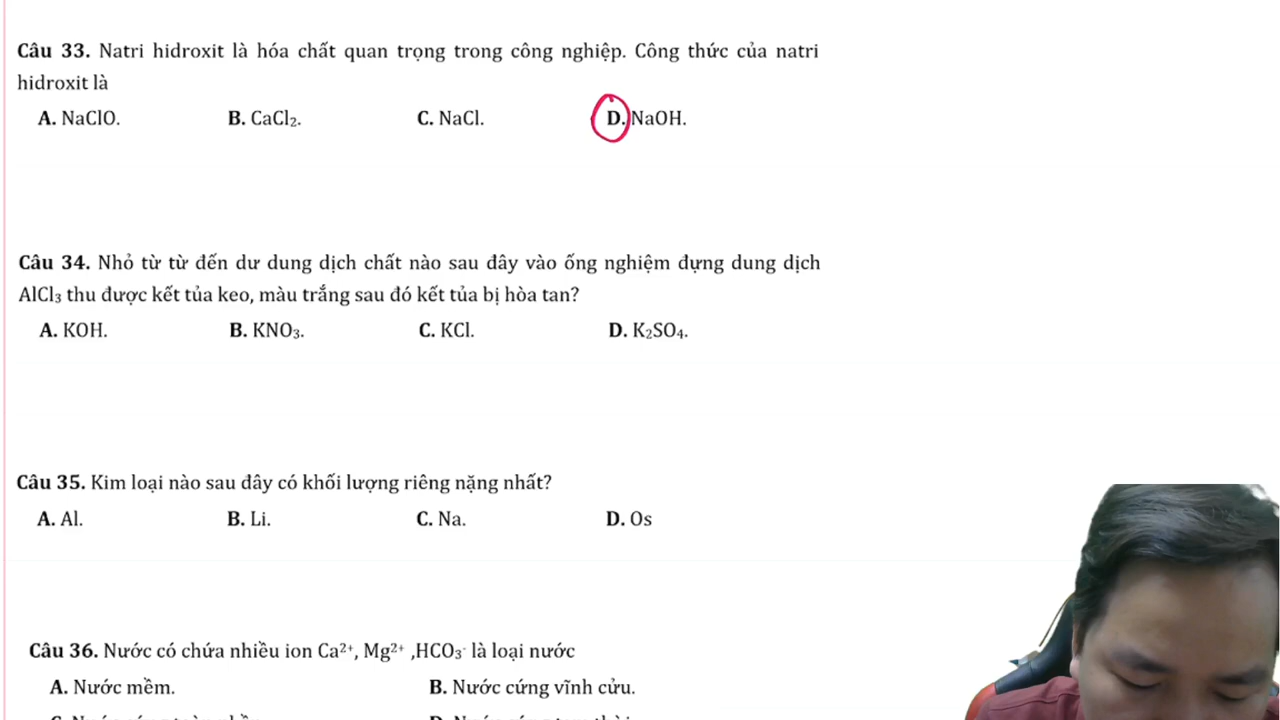 Câu 33. Natri hidroxit là hóa chất quan trọng trong công nghiệp. Công thức của natri
hidroxit là
A. NaClO. B. CaCl₂. C. NaCl. D. NaOH.
Câu 34. Nhỏ từ từ đến dư dung dịch chất nào sau đây vào ống nghiệm đựng dung dịch
AlCl₃ thu được kết tủa keo, màu trắng sau đó kết tủa bị hòa tan?
A. KOH. B. KNO₃. C. KCl. D. K₂SO₄.
Câu 35. Kim loại nào sau đây có khối lượng riêng nặng nhất?
A. Al. B. Li. C. Na. D. Os
Câu 36. Nước có chứa nhiều ion Ca²⁺, Mg²⁺ ,HCO₃⁻ là loại nước
A. Nước mềm. B. Nước cứng vĩnh cửu.